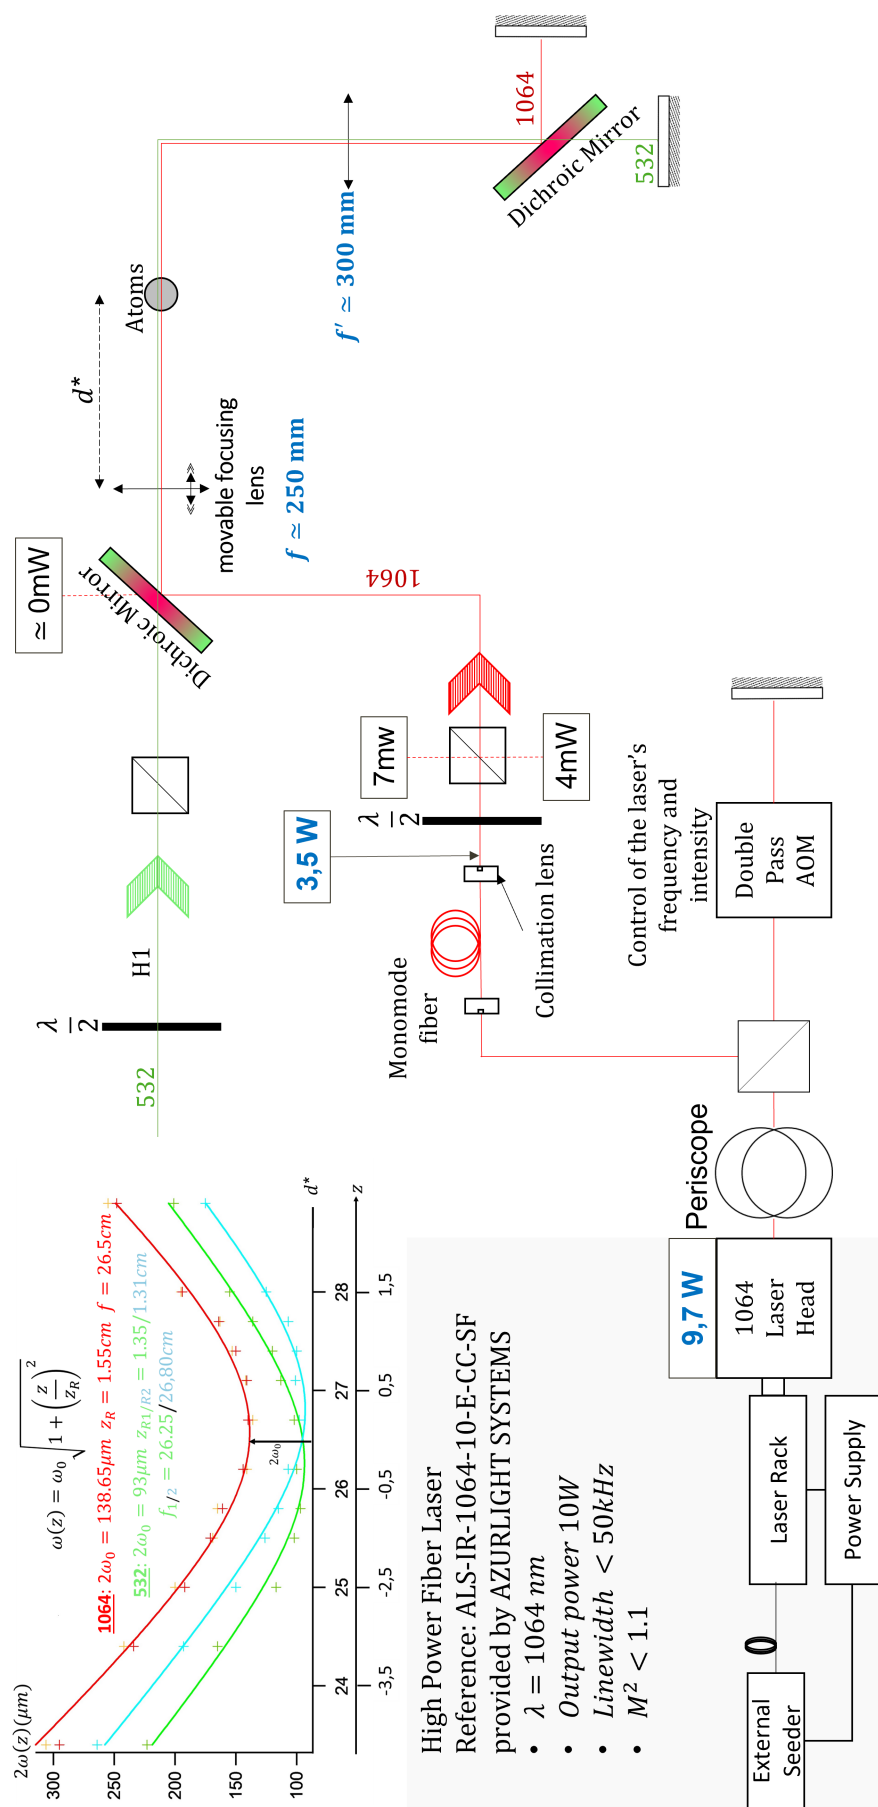 2ω(z)(μm)
300
250
200
150
100
ω(z) = ω₀ √(1 + (z/z_R)²)
1064: 2ω₀ = 138.65μm z_R = 1.55cm f = 26.5cm
532: 2ω₀ = 93μm z_R1/R2 = 1.35/1.31cm
f₁/₂ = 26.25/26,80cm
2ω₀
24
25
26
27
28
d*
-3,5
-2,5
-0,5
0,5
1,5
z
532
λ/2
H1
Dichroic Mirror
≃ 0mW
movable focusing
lens
f ≃ 250 mm
d*
Atoms
f' ≃ 300 mm
1064
Dichroic Mirror
532
Monomode
fiber
Collimation lens
3,5 W
λ/2
7mw
4mW
1064
High Power Fiber Laser
Reference: ALS-IR-1064-10-E-CC-SF
provided by AZURLIGHT SYSTEMS
• λ = 1064 nm
• Output power 10W
• Linewidth < 50kHz
• M² < 1.1
External
Seeder
Laser Rack
Power Supply
9,7 W
1064
Laser
Head
Periscope
Control of the laser's
frequency and
intensity
Double
Pass
AOM